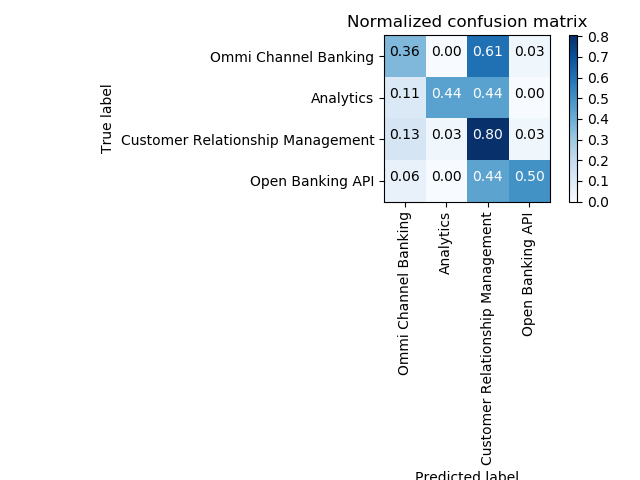 Normalized confusion matrix
True label
Ommi Channel Banking
0.36 0.00 0.61 0.03
Analytics
0.11 0.44 0.44 0.00
Customer Relationship Management
0.13 0.03 0.80 0.03
Open Banking API
0.06 0.00 0.44 0.50
Ommi Channel Banking
Analytics
Customer Relationship Management
Open Banking API
Predicted label
0.8
0.7
0.6
0.5
0.4
0.3
0.2
0.1
0.0